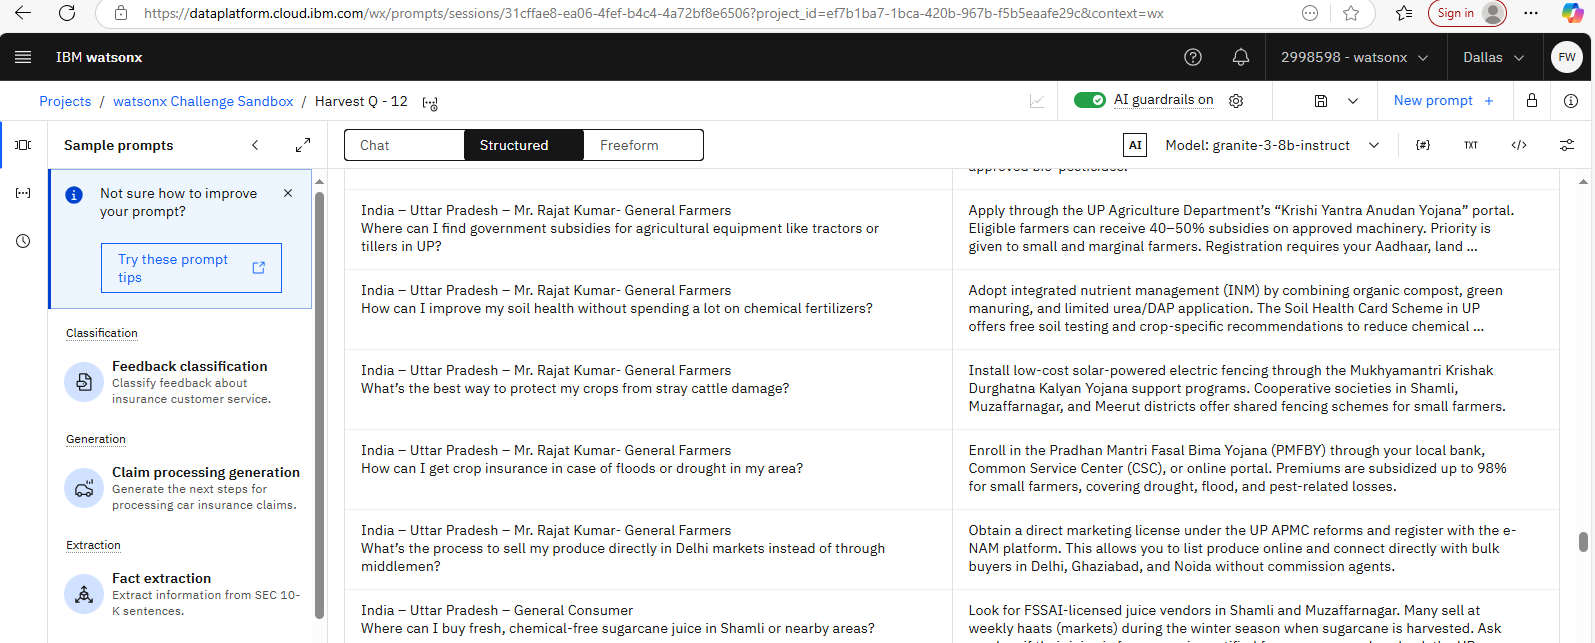 https://dataplatform.cloud.ibm.com/wx/prompts/sessions/31cffae8-ea06-4fef-b4c4-4a72bf8e6506?project_id=ef7b1ba7-1bca-420b-967b-f5b5eaafe29c&context=wx
Sign in
IBM watsonx
2998598 - watsonx
Dallas
FW
Projects / watsonx Challenge Sandbox / Harvest Q - 12
AI guardrails on
New prompt +
Sample prompts
Chat
Structured
Freeform
AI
Model: granite-3-8b-instruct
{#}
TXT
</>
Not sure how to improve
your prompt?
Try these prompt
tips
Classification
Feedback classification
Classify feedback about
insurance customer service.
Generation
Claim processing generation
Generate the next steps for
processing car insurance claims.
Extraction
Fact extraction
Extract information from SEC 10-
K sentences.
approved bio-pesticides.
India – Uttar Pradesh – Mr. Rajat Kumar- General Farmers
Where can I find government subsidies for agricultural equipment like tractors or
tillers in UP?
Apply through the UP Agriculture Department’s “Krishi Yantra Anudan Yojana” portal.
Eligible farmers can receive 40–50% subsidies on approved machinery. Priority is
given to small and marginal farmers. Registration requires your Aadhaar, land ...
India – Uttar Pradesh – Mr. Rajat Kumar- General Farmers
How can I improve my soil health without spending a lot on chemical fertilizers?
Adopt integrated nutrient management (INM) by combining organic compost, green
manuring, and limited urea/DAP application. The Soil Health Card Scheme in UP
offers free soil testing and crop-specific recommendations to reduce chemical ...
India – Uttar Pradesh – Mr. Rajat Kumar- General Farmers
What’s the best way to protect my crops from stray cattle damage?
Install low-cost solar-powered electric fencing through the Mukhyamantri Krishak
Durghatna Kalyan Yojana support programs. Cooperative societies in Shamli,
Muzaffarnagar, and Meerut districts offer shared fencing schemes for small farmers.
India – Uttar Pradesh – Mr. Rajat Kumar- General Farmers
How can I get crop insurance in case of floods or drought in my area?
Enroll in the Pradhan Mantri Fasal Bima Yojana (PMFBY) through your local bank,
Common Service Center (CSC), or online portal. Premiums are subsidized up to 98%
for small farmers, covering drought, flood, and pest-related losses.
India – Uttar Pradesh – Mr. Rajat Kumar- General Farmers
What’s the process to sell my produce directly in Delhi markets instead of through
middlemen?
Obtain a direct marketing license under the UP APMC reforms and register with the e-
NAM platform. This allows you to list produce online and connect directly with bulk
buyers in Delhi, Ghaziabad, and Noida without commission agents.
India – Uttar Pradesh – General Consumer
Where can I buy fresh, chemical-free sugarcane juice in Shamli or nearby areas?
Look for FSSAI-licensed juice vendors in Shamli and Muzaffarnagar. Many sell at
weekly haats (markets) during the winter season when sugarcane is harvested. Ask